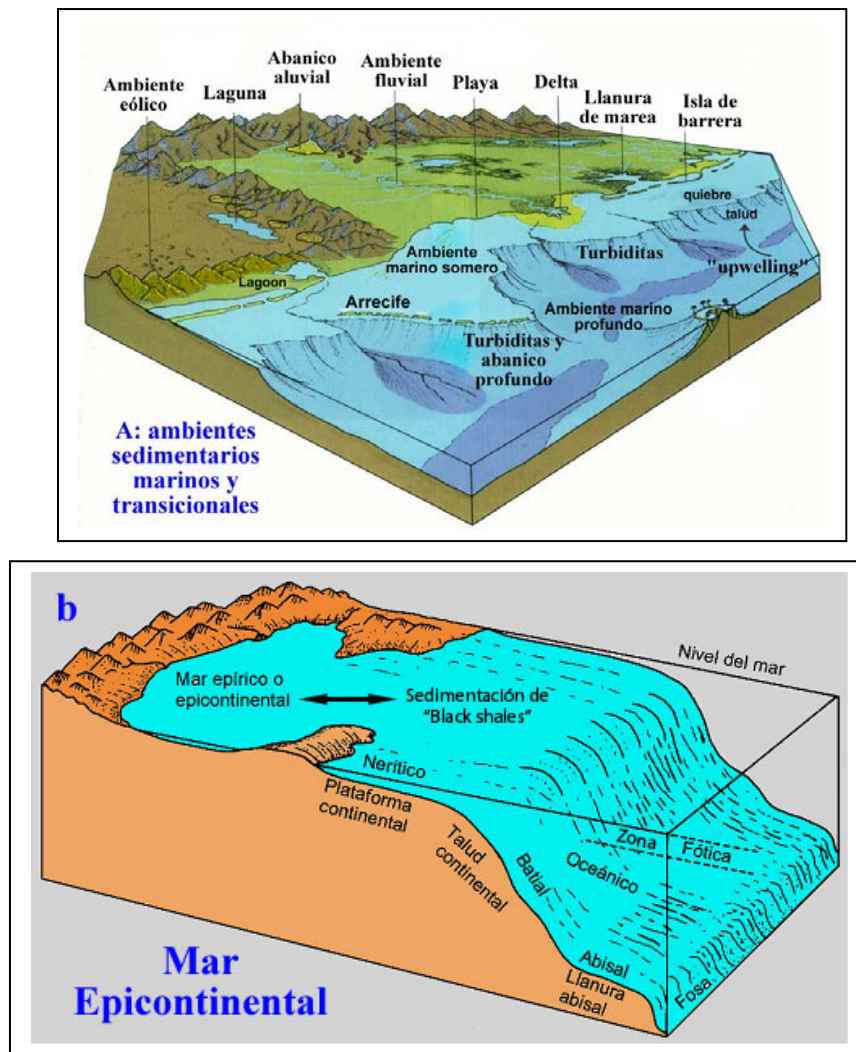 Ambiente
eólico
Laguna
Abanico
aluvial
Ambiente
fluvial
Playa
Delta
Llanura
de marea
Isla de
barrera
quiebre
talud
"upwelling"
Turbiditas
Ambiente
marino somero
Lagoon
Arrecife
Ambiente marino
profundo
Turbiditas y
abanico
profundo
A: ambientes
sedimentarios
marinos y
transicionales
b
Nivel del mar
Mar epírico o
epicontinental
Sedimentación de
"Black shales"
Nerítico
Plataforma
continental
Talud
continental
Zona
Fótica
Batial
Oceánico
Abisal
Llanura
abisal
Fosa
Mar
Epicontinental